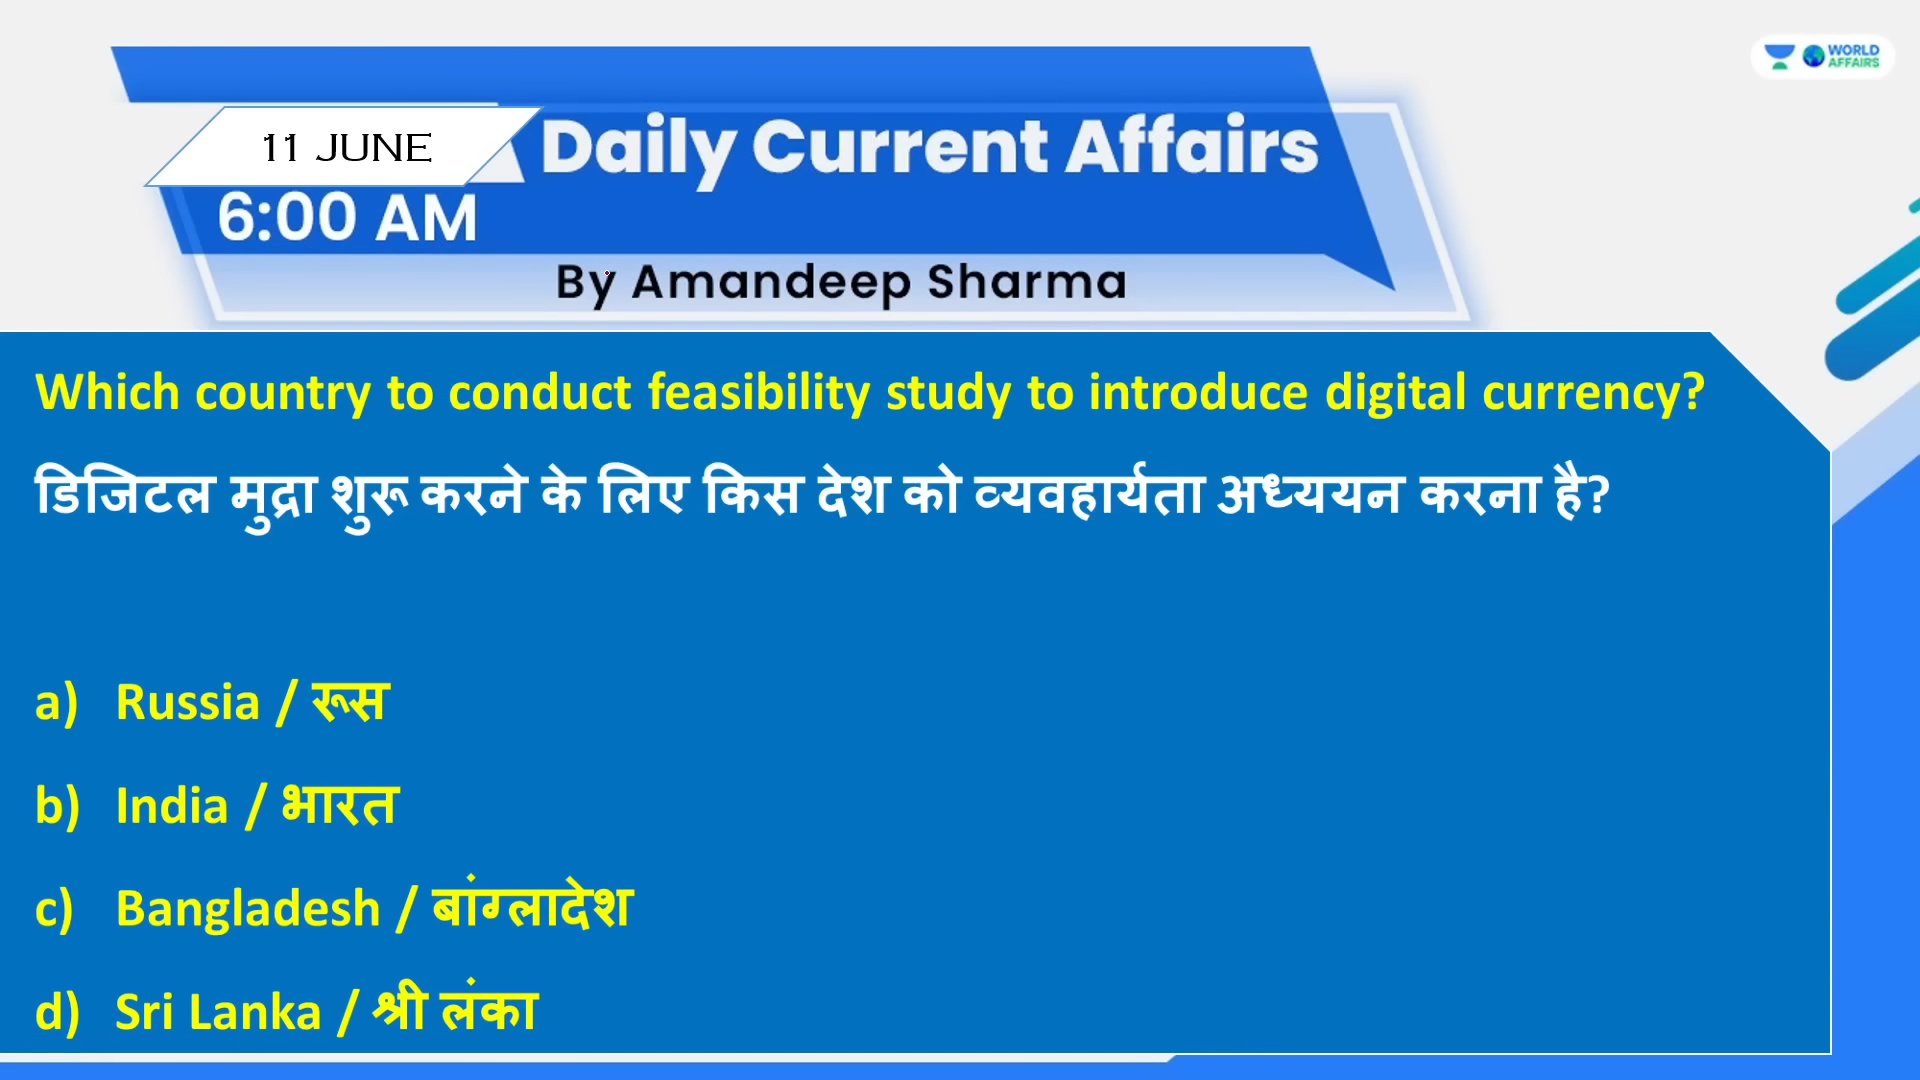 WORLD
AFFAIRS
11 JUNE
Daily Current Affairs
6:00 AM
By Amandeep Sharma
Which country to conduct feasibility study to introduce digital currency?
डिजिटल मुद्रा शुरू करने के लिए किस देश को व्यवहार्यता अध्ययन करना है?
a) Russia / रूस
b) India / भारत
c) Bangladesh / बांग्लादेश
d) Sri Lanka / श्री लंका